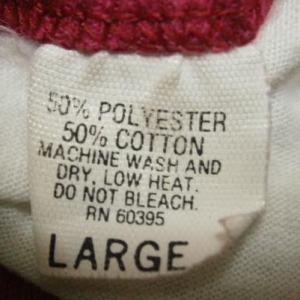 50% POLYESTER
50% COTTON
MACHINE WASH AND
DRY, LOW HEAT.
DO NOT BLEACH.
RN 60395
LARGE